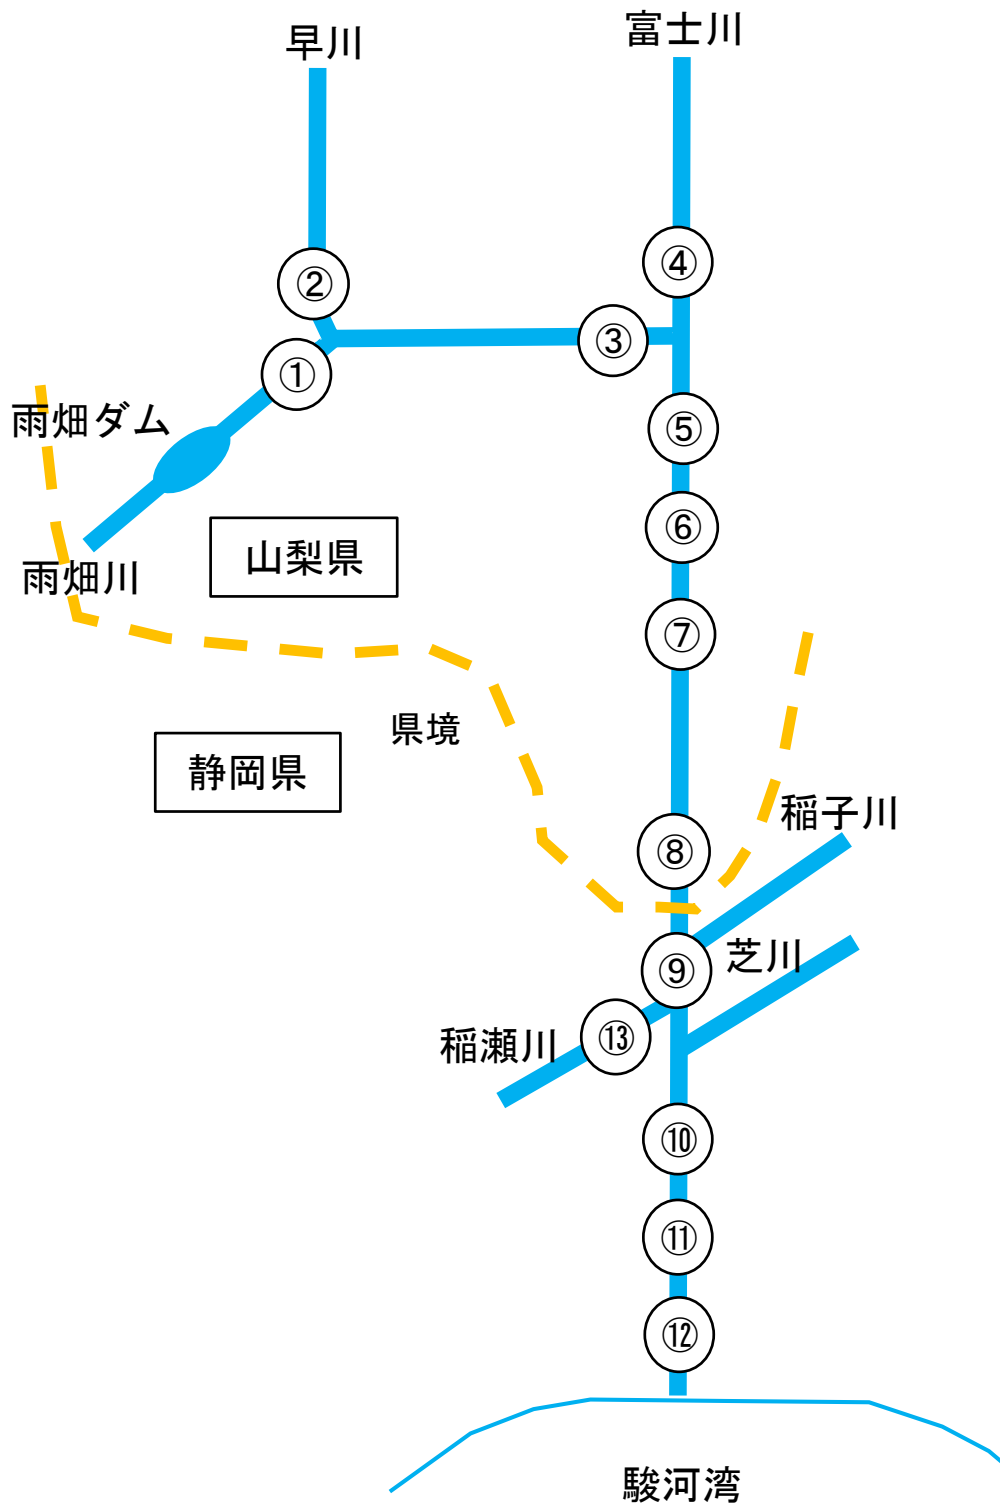 早川
富士川
②
④
③
①
雨畑ダム
⑤
⑥
山梨県
雨畑川
⑦
県境
静岡県
稲子川
⑧
芝川
⑨
稲瀬川
⑬
⑩
⑪
⑫
駿河湾